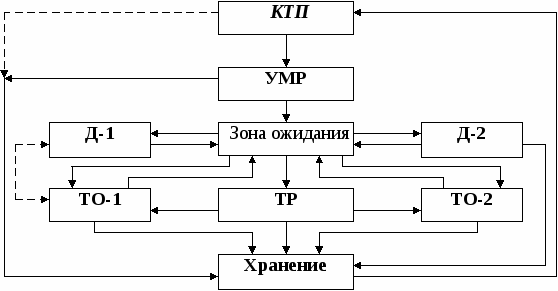 КТП
УМР
Д-1
Зона ожидания
Д-2
ТО-1
ТР
ТО-2
Хранение